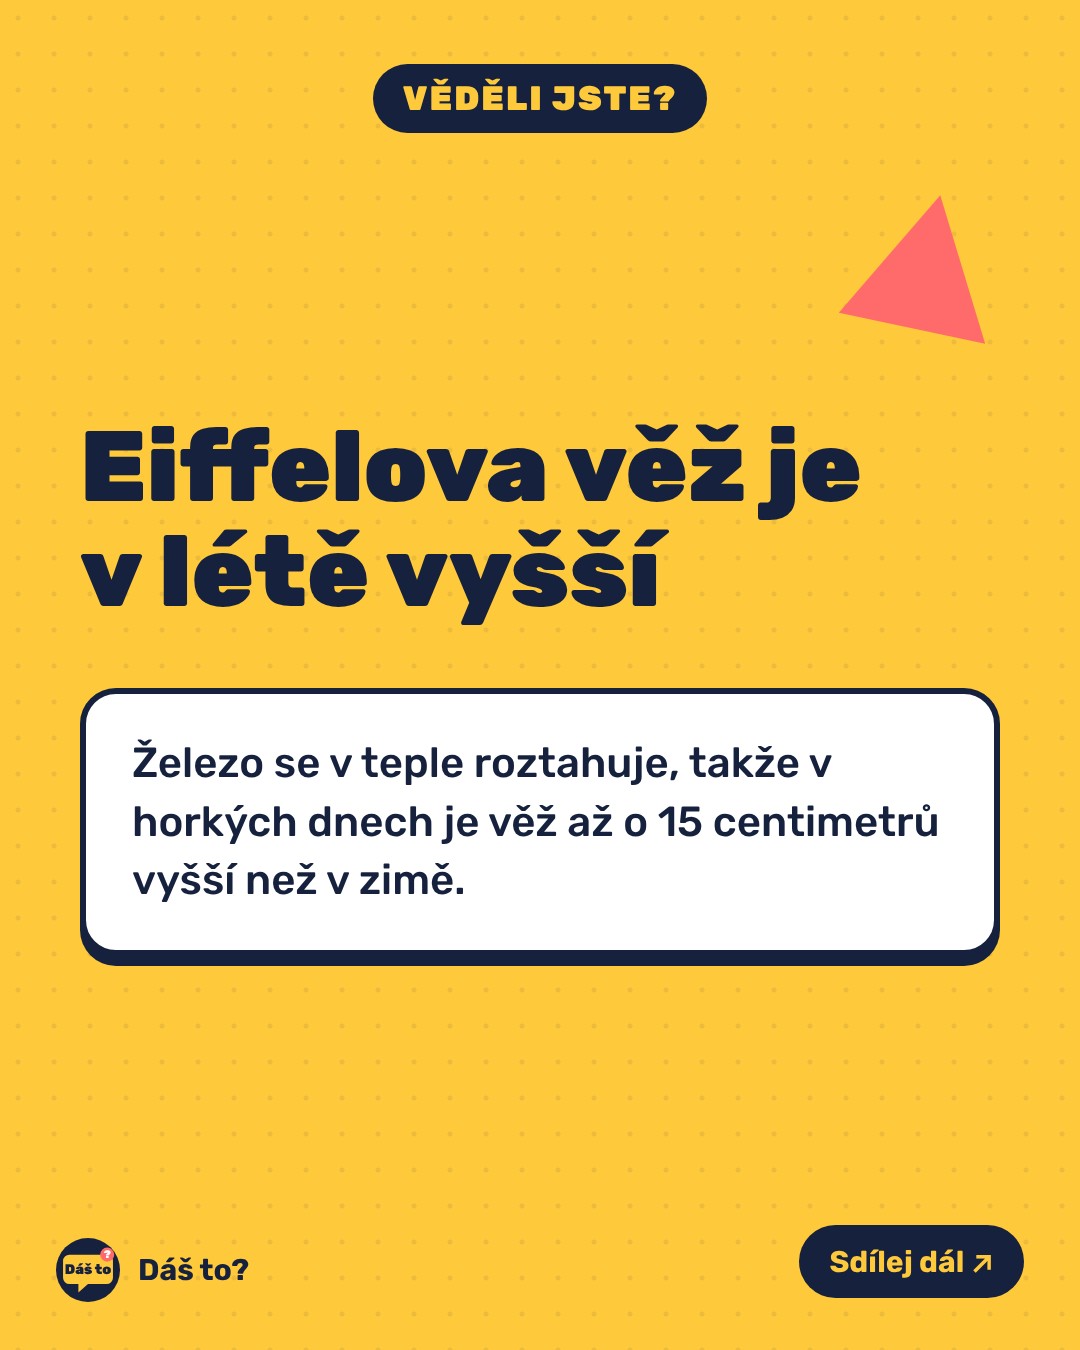 VĚDĚLI JSTE?
Eiffelova věž je
v létě vyšší
Železo se v teple roztahuje, takže v
horkých dnech je věž až o 15 centimetrů
vyšší než v zimě.
?
Dáš to
Dáš to?
Sdílej dál ↗